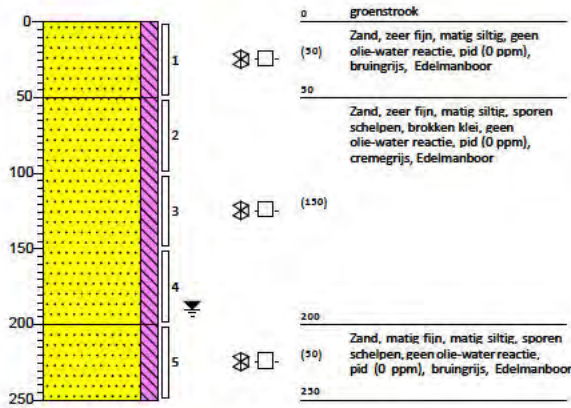 0
50
100
150
200
250
1
2
3
4
5
0 groenstrook
(50)
Zand, zeer fijn, matig siltig, geen
olie-water reactie, pid (0 ppm),
bruingrijs, Edelmanboor
50
Zand, zeer fijn, matig siltig, sporen
schelpen, brokken klei, geen
olie-water reactie, pid (0 ppm),
cremegrijs, Edelmanboor
(150)
200
Zand, matig fijn, matig siltig, sporen
(50)
schelpen, geen olie-water reactie,
pid (0 ppm), bruingrijs, Edelmanboor
250